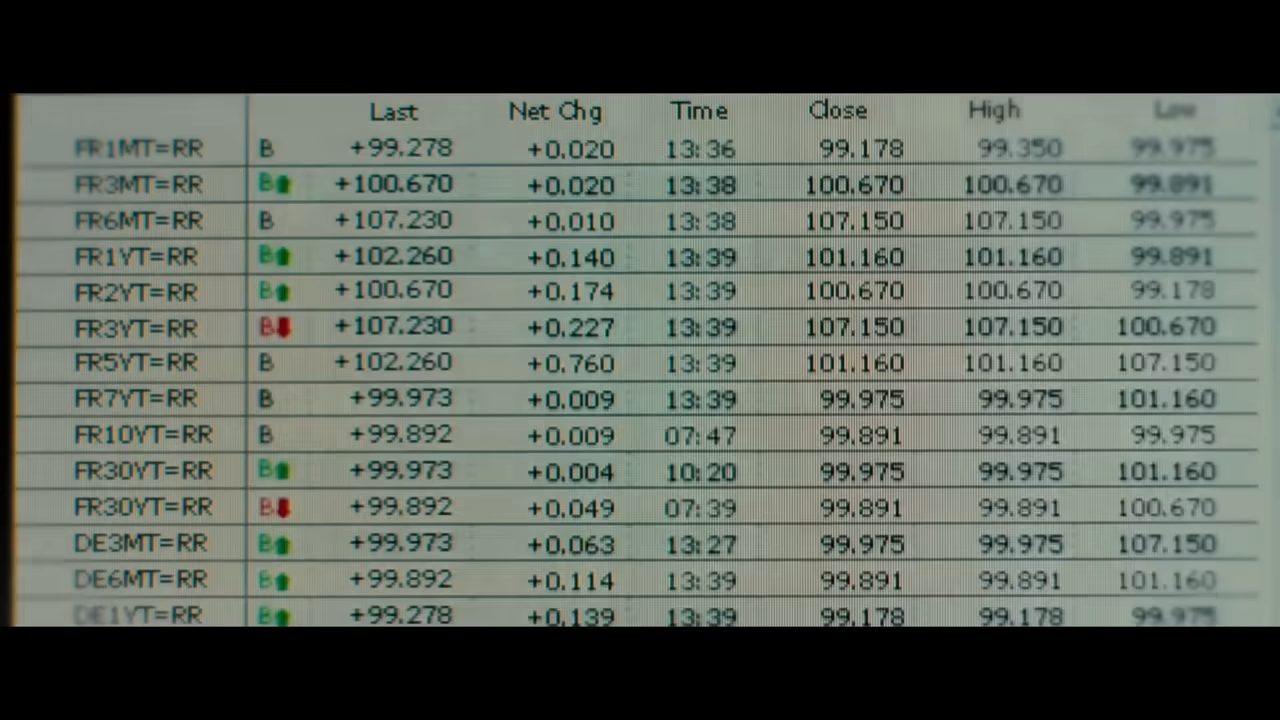 Last Net Chg Time Close High Low
FR1MT=RR B +99.278 +0.020 13:36 99.178 99.350 99.975
FR3MT=RR B +100.670 +0.020 13:38 100.670 100.670 99.891
FR6MT=RR B +107.230 +0.010 13:38 107.150 107.150 99.975
FR1YT=RR B +102.260 +0.140 13:39 101.160 101.160 99.891
FR2YT=RR B +100.670 +0.174 13:39 100.670 100.670 99.178
FR3YT=RR B +107.230 +0.227 13:39 107.150 107.150 100.670
FR5YT=RR B +102.260 +0.760 13:39 101.160 101.160 107.150
FR7YT=RR B +99.973 +0.009 13:39 99.975 99.975 101.160
FR10YT=RR B +99.892 +0.009 07:47 99.891 99.891 99.975
FR30YT=RR B +99.973 +0.004 10:20 99.975 99.975 101.160
FR30YT=RR B +99.892 +0.049 07:39 99.891 99.891 100.670
DE3MT=RR B +99.973 +0.063 13:27 99.975 99.975 107.150
DE6MT=RR B +99.892 +0.114 13:39 99.891 99.891 101.160
DE1YT=RR B +99.278 +0.139 13:39 99.178 99.178 99.975